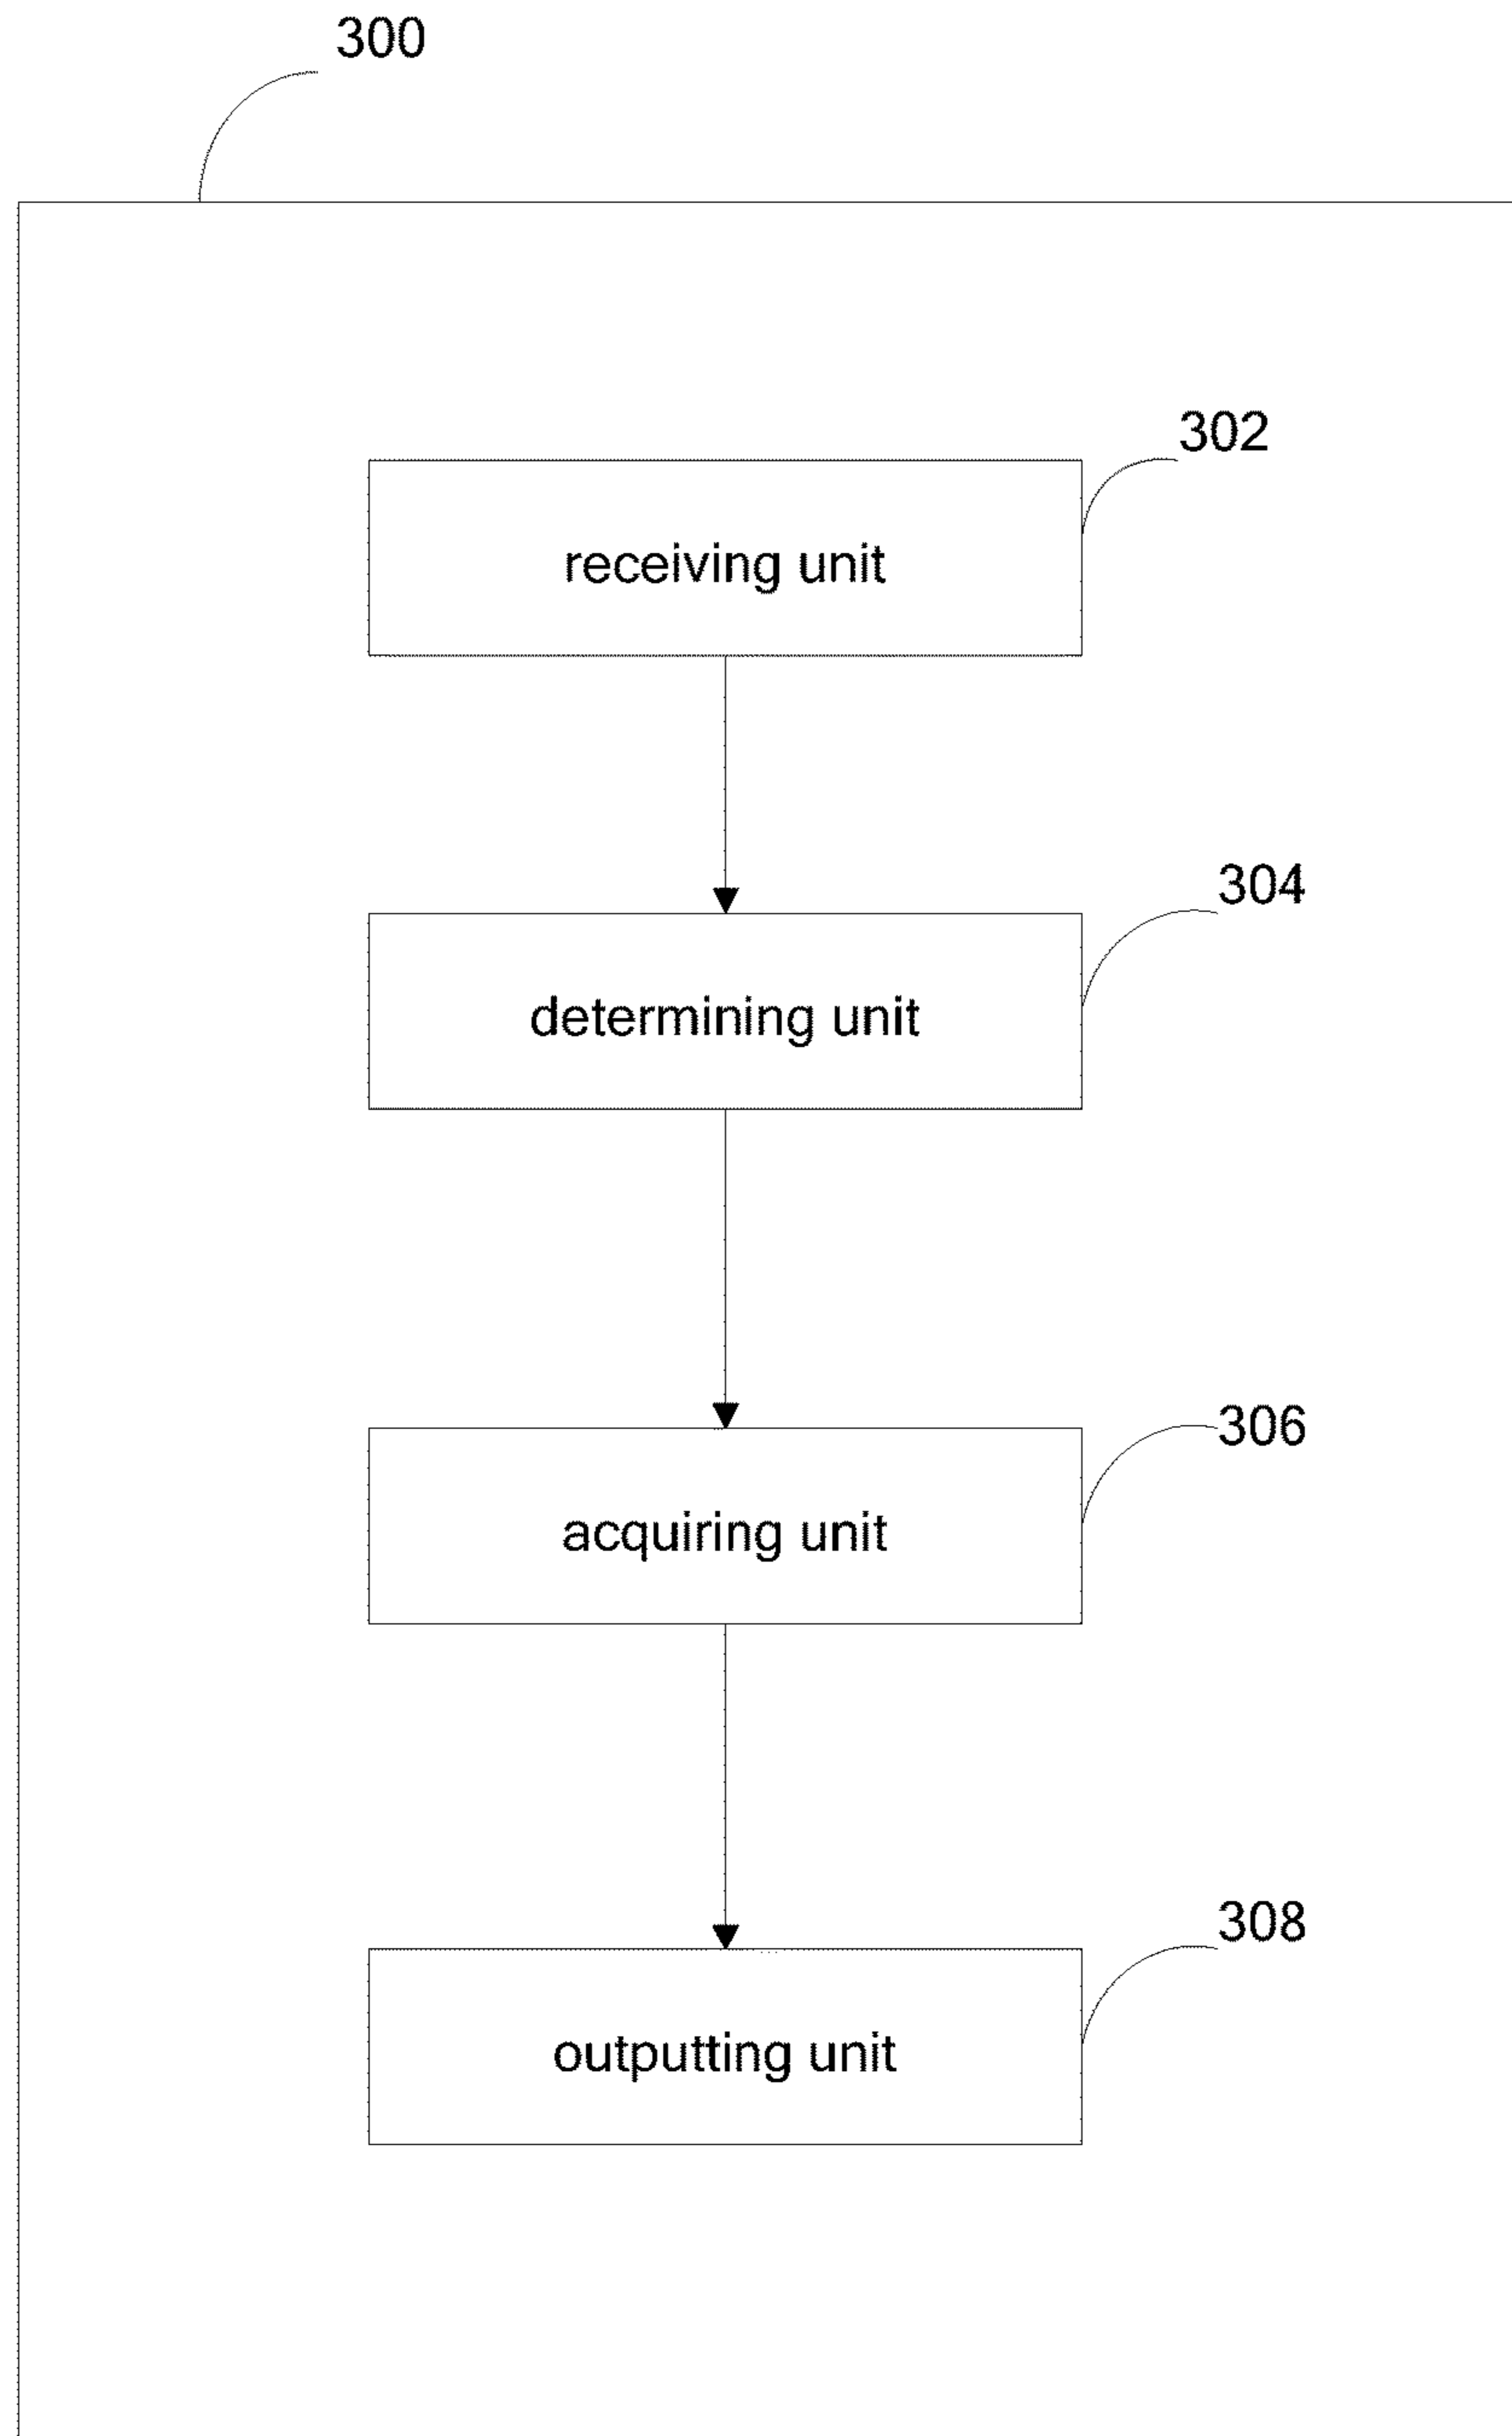 300
302
receiving unit
304
determining unit
306
acquiring unit
308
outputting unit